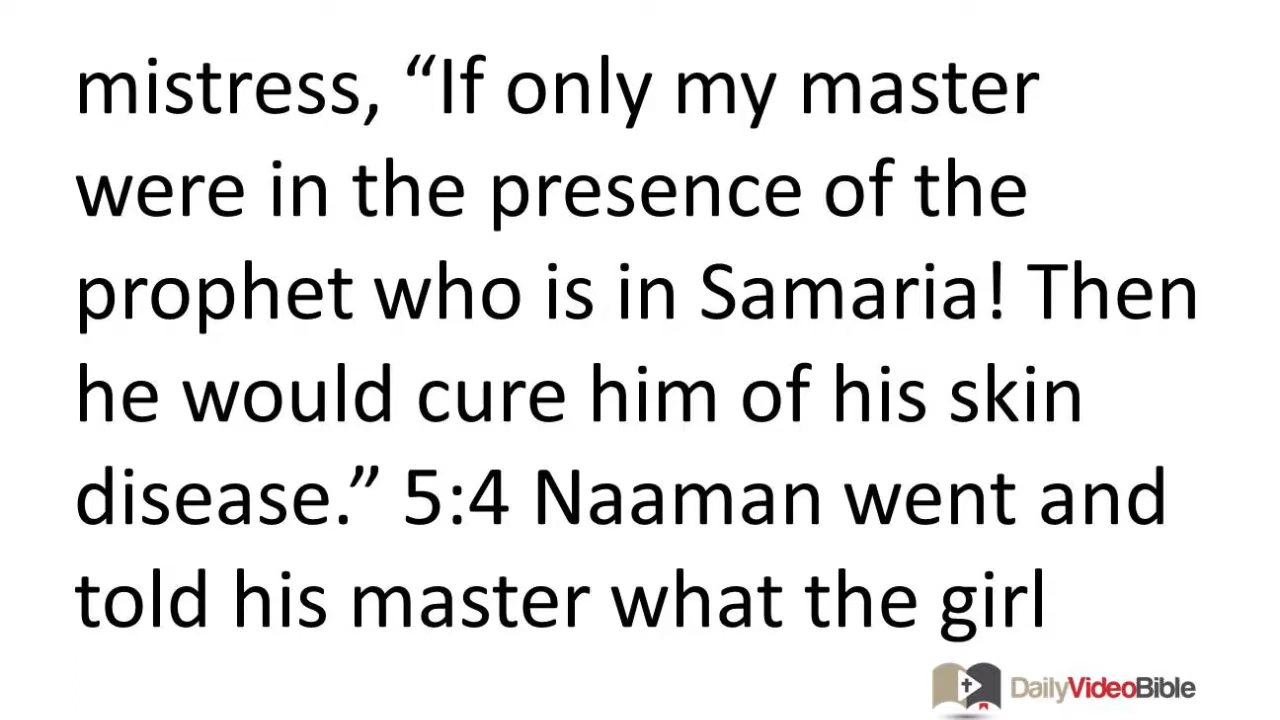 mistress, “If only my master
were in the presence of the
prophet who is in Samaria! Then
he would cure him of his skin
disease.” 5:4 Naaman went and
told his master what the girl
DailyVideoBible